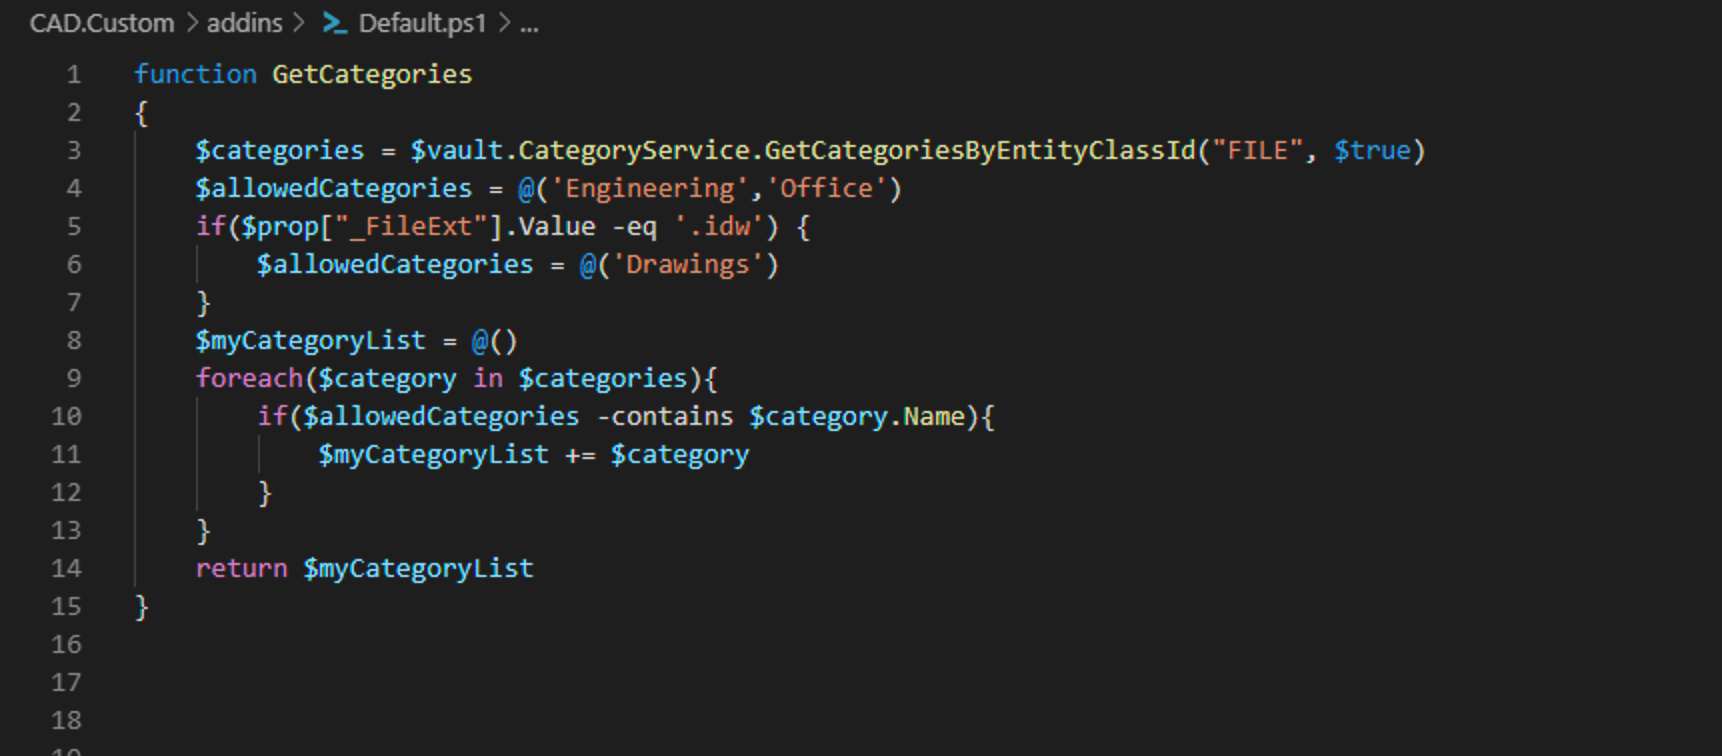 CAD.Custom > addins > Default.ps1 > ...
1 function GetCategories
2 {
3     $categories = $vault.CategoryService.GetCategoriesByEntityClassId("FILE", $true)
4     $allowedCategories = @('Engineering','Office')
5     if($prop["_FileExt"].Value -eq '.idw') {
6         $allowedCategories = @('Drawings')
7     }
8     $myCategoryList = @()
9     foreach($category in $categories){
10         if($allowedCategories -contains $category.Name){
11             $myCategoryList += $category
12         }
13     }
14     return $myCategoryList
15 }
16
17
18